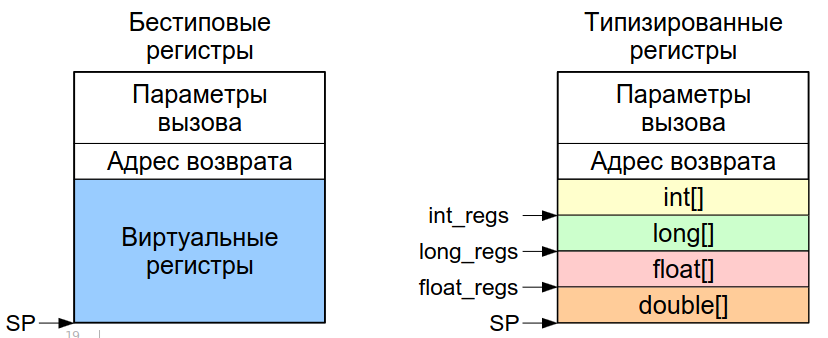 Бестиповые
регистры
Параметры
вызова
Адрес возврата
Виртуальные
регистры
SP
19
Типизированные
регистры
Параметры
вызова
Адрес возврата
int[]
int_regs
long[]
long_regs
float[]
float_regs
double[]
SP